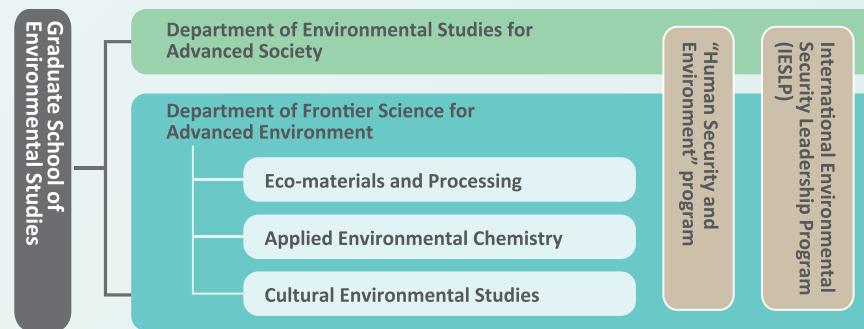 Graduate School of
Environmental Studies
Department of Environmental Studies for
Advanced Society
Department of Frontier Science for
Advanced Environment
Eco-materials and Processing
Applied Environmental Chemistry
Cultural Environmental Studies
“Human Security and
Environment” program
International Environmental
Security Leadership Program
(IESLP)